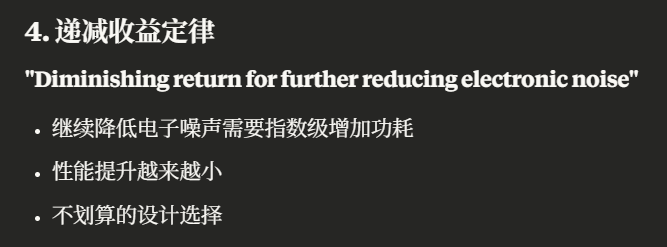 4. 递减收益定律
"Diminishing return for further reducing electronic noise"
• 继续降低电子噪声需要指数级增加功耗
• 性能提升越来越小
• 不划算的设计选择